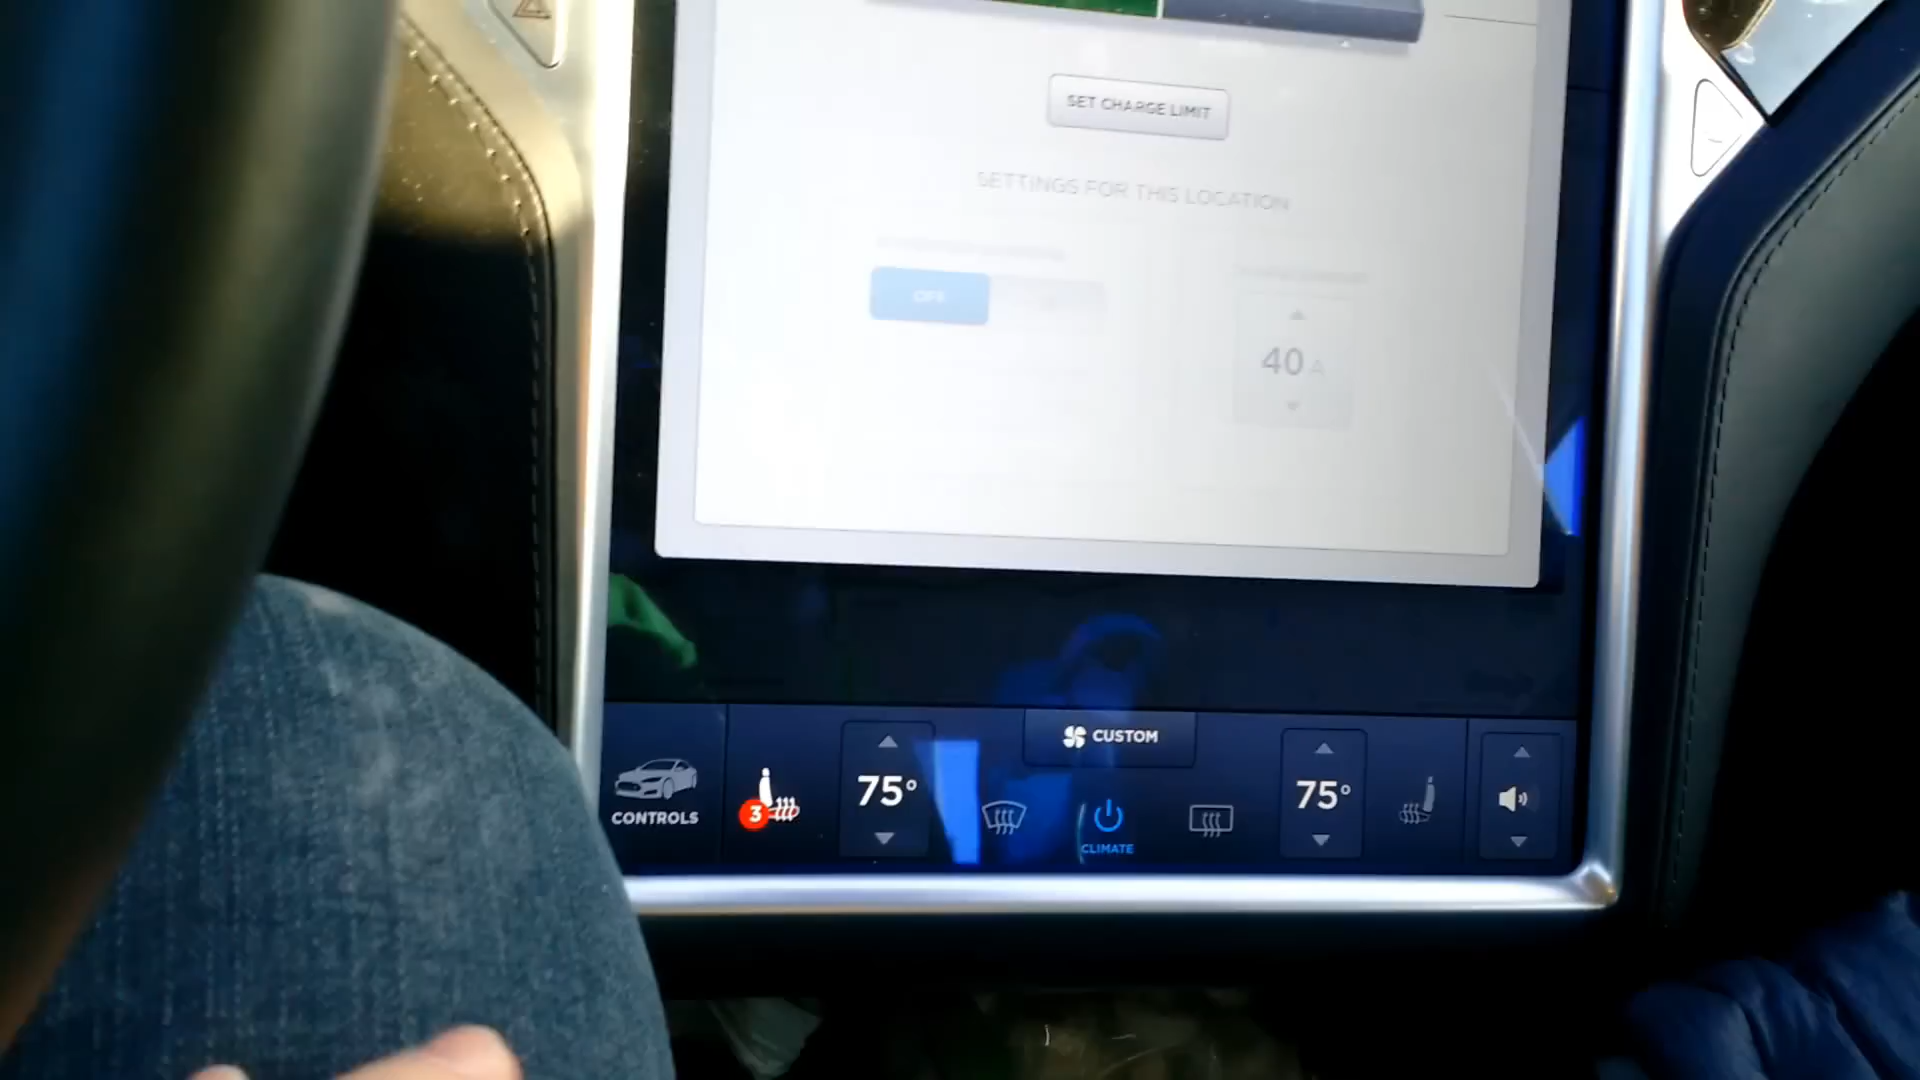 SET CHARGE LIMIT
SETTINGS FOR THIS LOCATION
OFF
40 A
CUSTOM
75°
75°
3
CONTROLS
CLIMATE